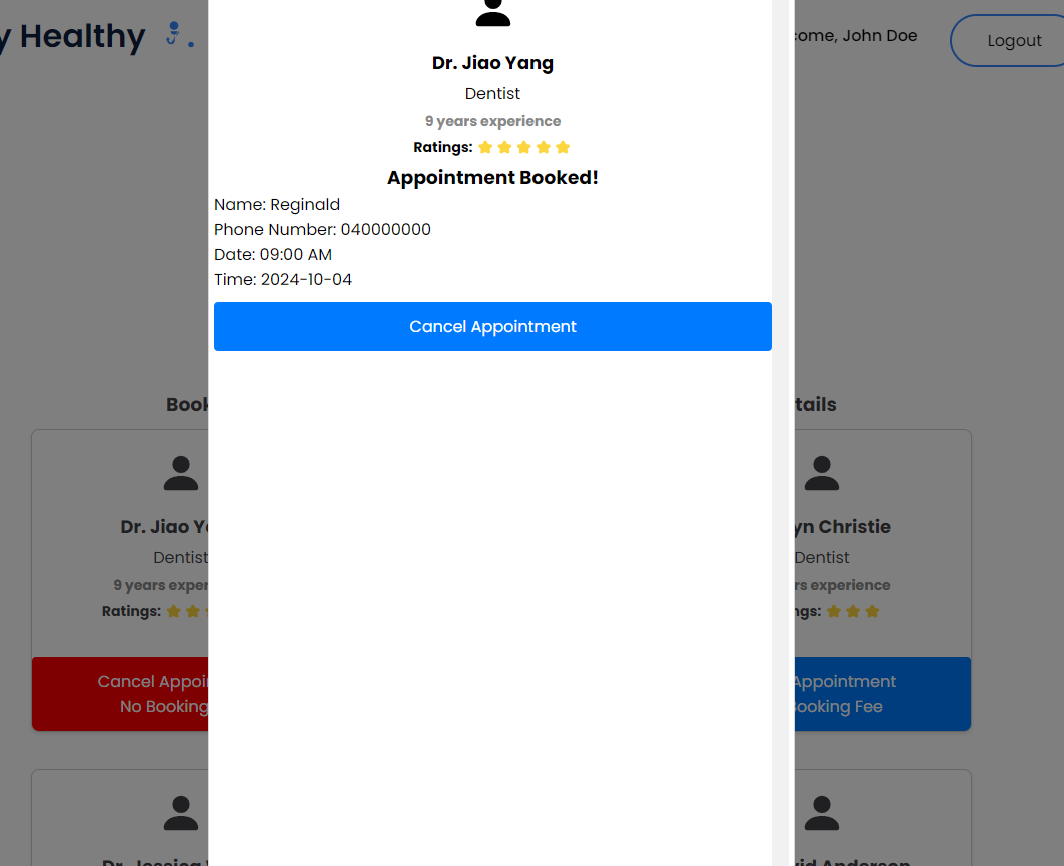 y Healthy
come, John Doe
Logout
Dr. Jiao Yang
Dentist
9 years experience
Ratings:
Appointment Booked!
Name: Reginald
Phone Number: 040000000
Date: 09:00 AM
Time: 2024-10-04
Cancel Appointment
Book
tails
Dr. Jiao Y
Dentist
9 years exper
Ratings:
Cancel Appoi
No Booking
yn Christie
Dentist
rs experience
ngs:
Appointment
Booking Fee
Dr. Jessica
vid Anderson